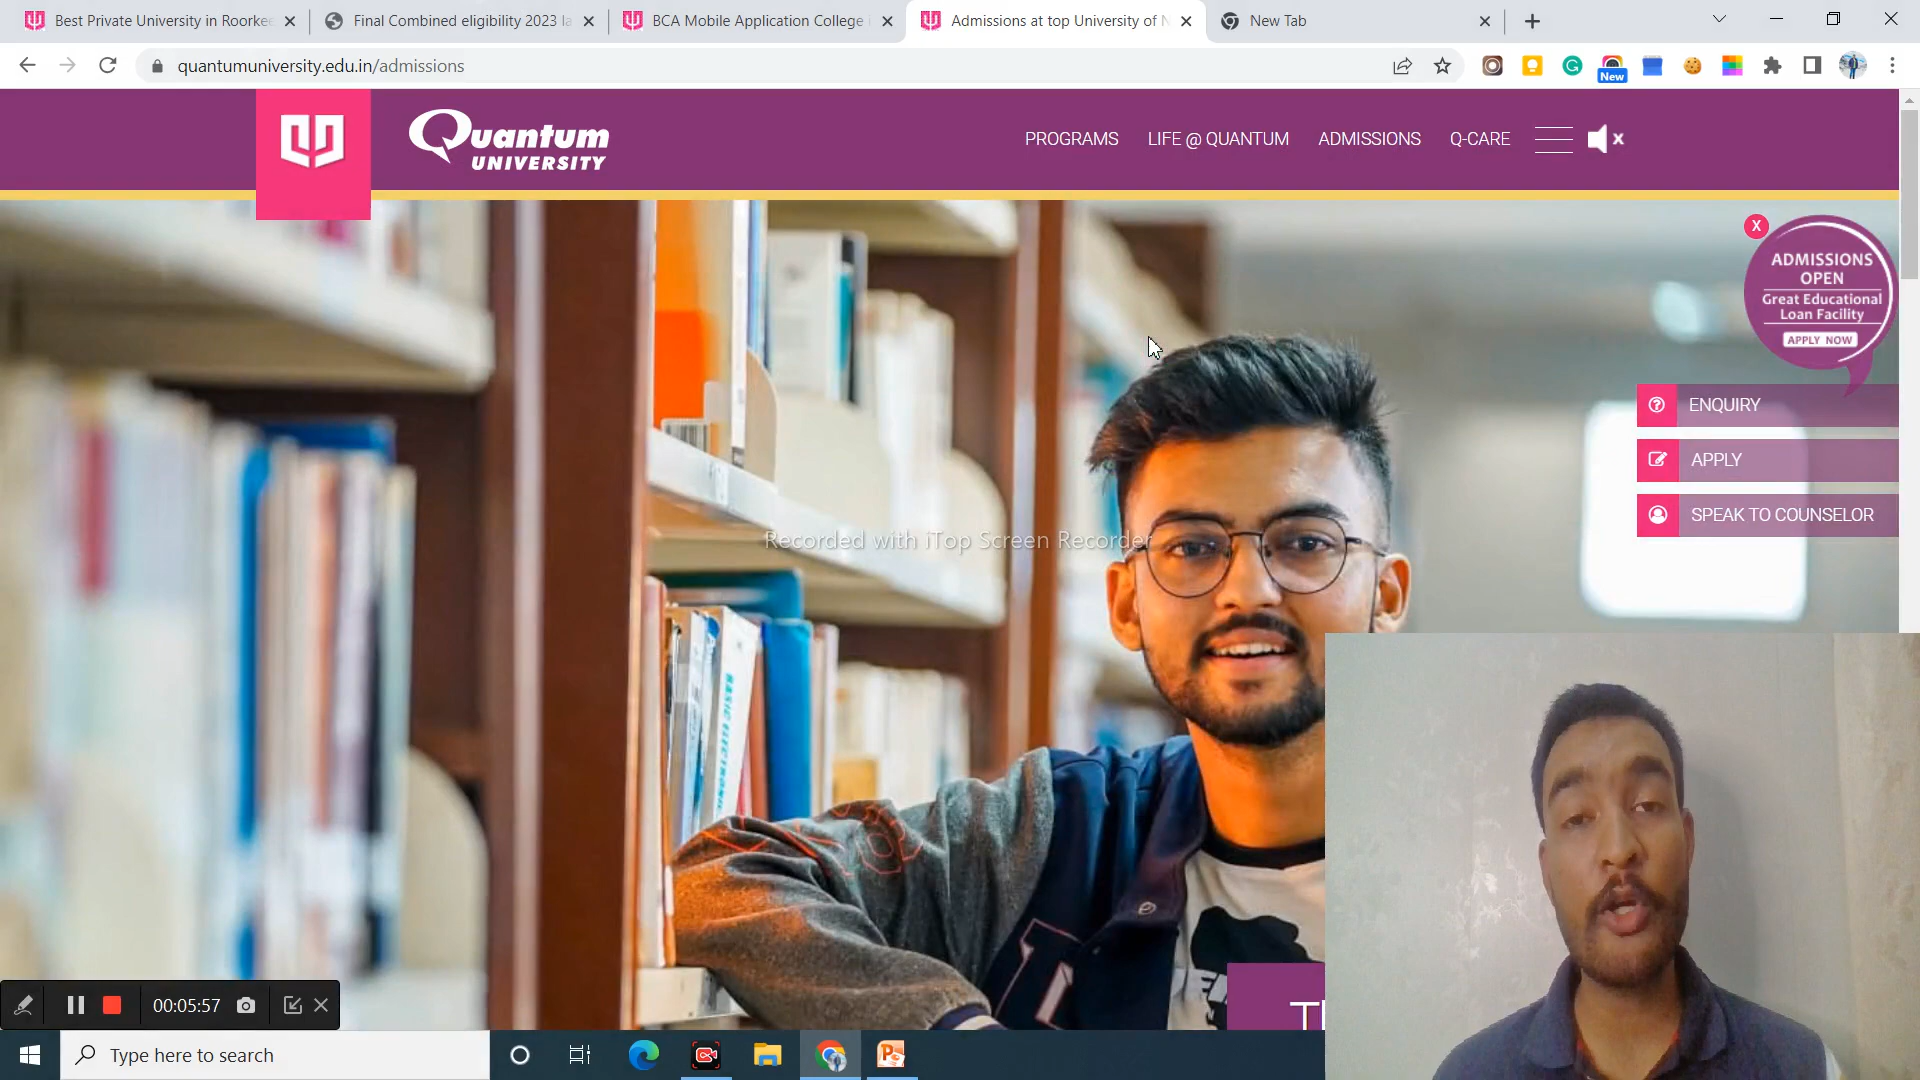 Best Private University in Roorkee
Final Combined eligibility 2023 la
BCA Mobile Application College i
Admissions at top University of N
New Tab
quantumuniversity.edu.in/admissions
New
Quantum
UNIVERSITY
PROGRAMS
LIFE @ QUANTUM
ADMISSIONS
Q-CARE
X
ADMISSIONS
OPEN
Great Educational
Loan Facility
APPLY NOW
ENQUIRY
APPLY
SPEAK TO COUNSELOR
Recorded with iTop Screen Recorder
BASIC ELECTRONIC
00:05:57
Type here to search